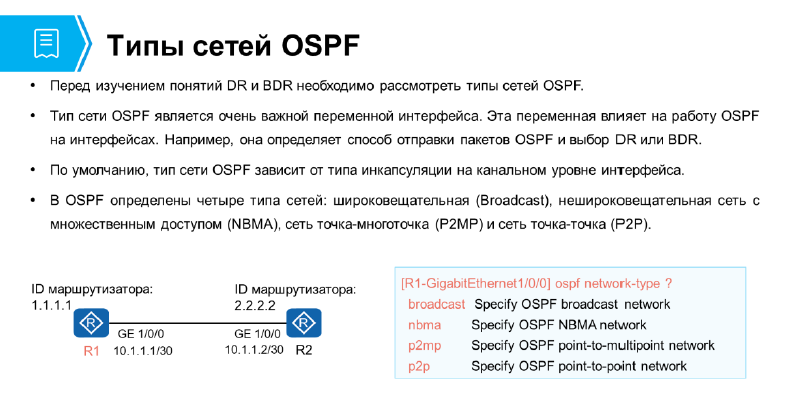 Типы сетей OSPF
• Перед изучением понятий DR и BDR необходимо рассмотреть типы сетей OSPF.
• Тип сети OSPF является очень важной переменной интерфейса. Эта переменная влияет на работу OSPF
на интерфейсах. Например, она определяет способ отправки пакетов OSPF и выбор DR или BDR.
• По умолчанию, тип сети OSPF зависит от типа инкапсуляции на канальном уровне интерфейса.
• В OSPF определены четыре типа сетей: широковещательная (Broadcast), нешироковещательная сеть с
множественным доступом (NBMA), сеть точка-многоточка (P2MP) и сеть точка-точка (P2P).
ID маршрутизатора:
1.1.1.1
ID маршрутизатора:
2.2.2.2
R
R
GE 1/0/0
GE 1/0/0
R1
10.1.1.1/30
10.1.1.2/30
R2
[R1-GigabitEthernet1/0/0] ospf network-type ?
broadcast Specify OSPF broadcast network
nbma Specify OSPF NBMA network
p2mp Specify OSPF point-to-multipoint network
p2p Specify OSPF point-to-point network